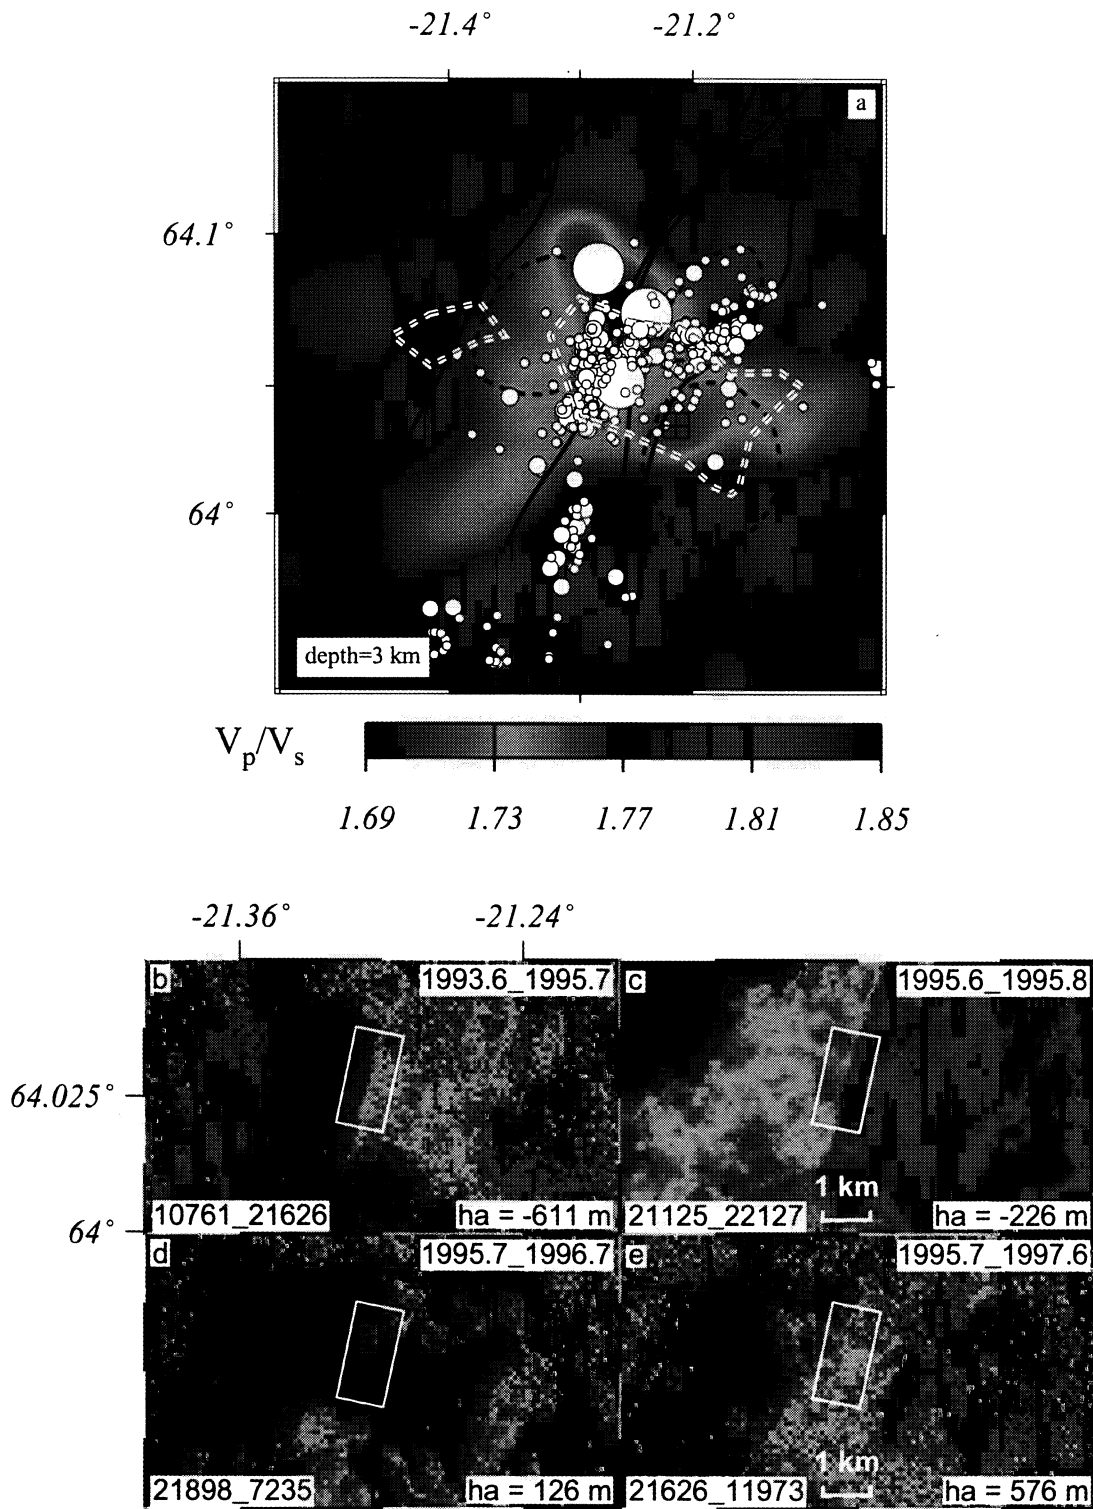 -21.4° -21.2°
a
64.1°
64°
depth=3 km
Vp/Vs
1.69 1.73 1.77 1.81 1.85
-21.36° -21.24°
b 1993.6_1995.7
c 1995.6_1995.8
64.025°
1 km
10761_21626 ha = -611 m
21125_22127 ha = -226 m
64°
d 1995.7_1996.7
e 1995.7_1997.6
1 km
21898_7235 ha = 126 m
21626_11973 ha = 576 m